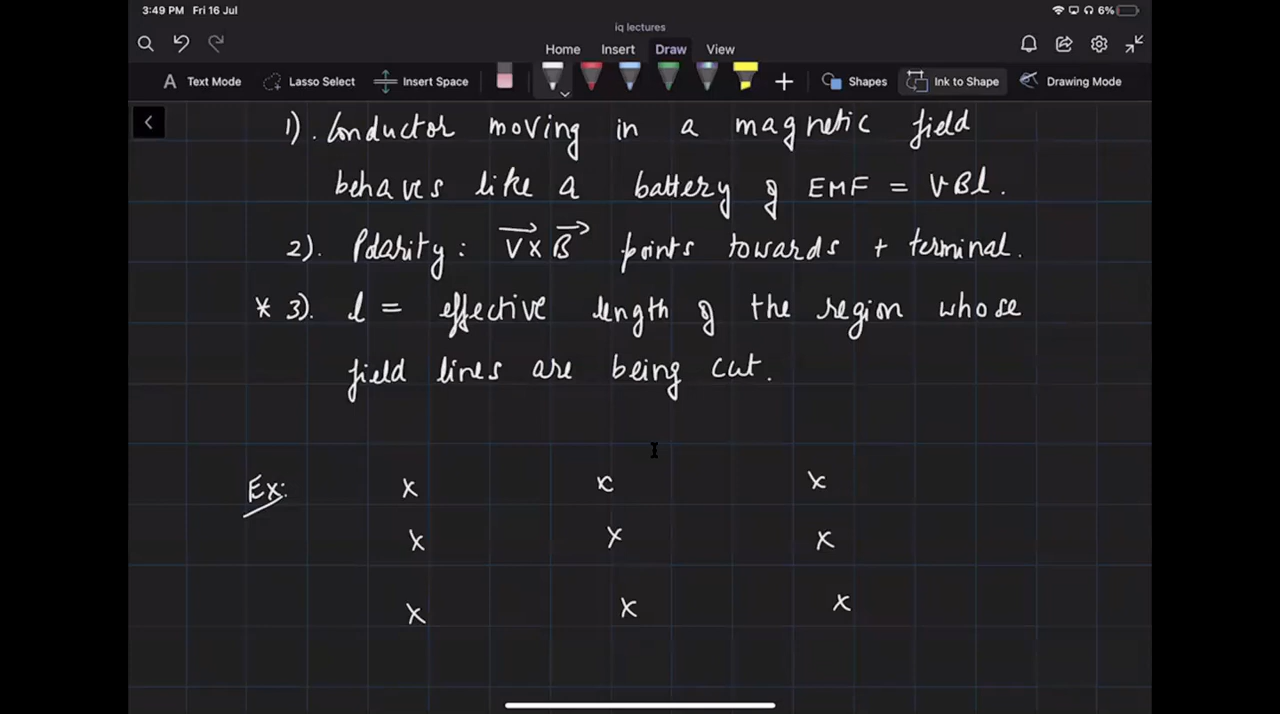 3:49 PM Fri 16 Jul 6%
iq lectures
Home Insert Draw View
Text Mode Lasso Select Insert Space Shapes Ink to Shape Drawing Mode
1). Conductor moving in a magnetic field
behaves like a battery of EMF = VBl.
2). Polarity: V⃗ x B⃗ points towards + terminal.
* 3). l = effective length of the region whose
field lines are being cut.
Ex: x x x
x x x
x x x